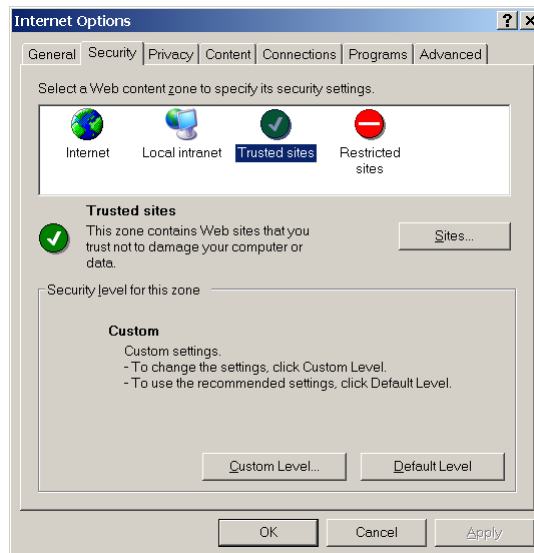 Internet Options
General Security Privacy Content Connections Programs Advanced
Select a Web content zone to specify its security settings.
Internet Local intranet Trusted sites Restricted
sites
Trusted sites
This zone contains Web sites that you
trust not to damage your computer or
data.
Sites...
Security level for this zone
Custom
Custom settings.
- To change the settings, click Custom Level.
- To use the recommended settings, click Default Level.
Custom Level... Default Level
OK Cancel Apply